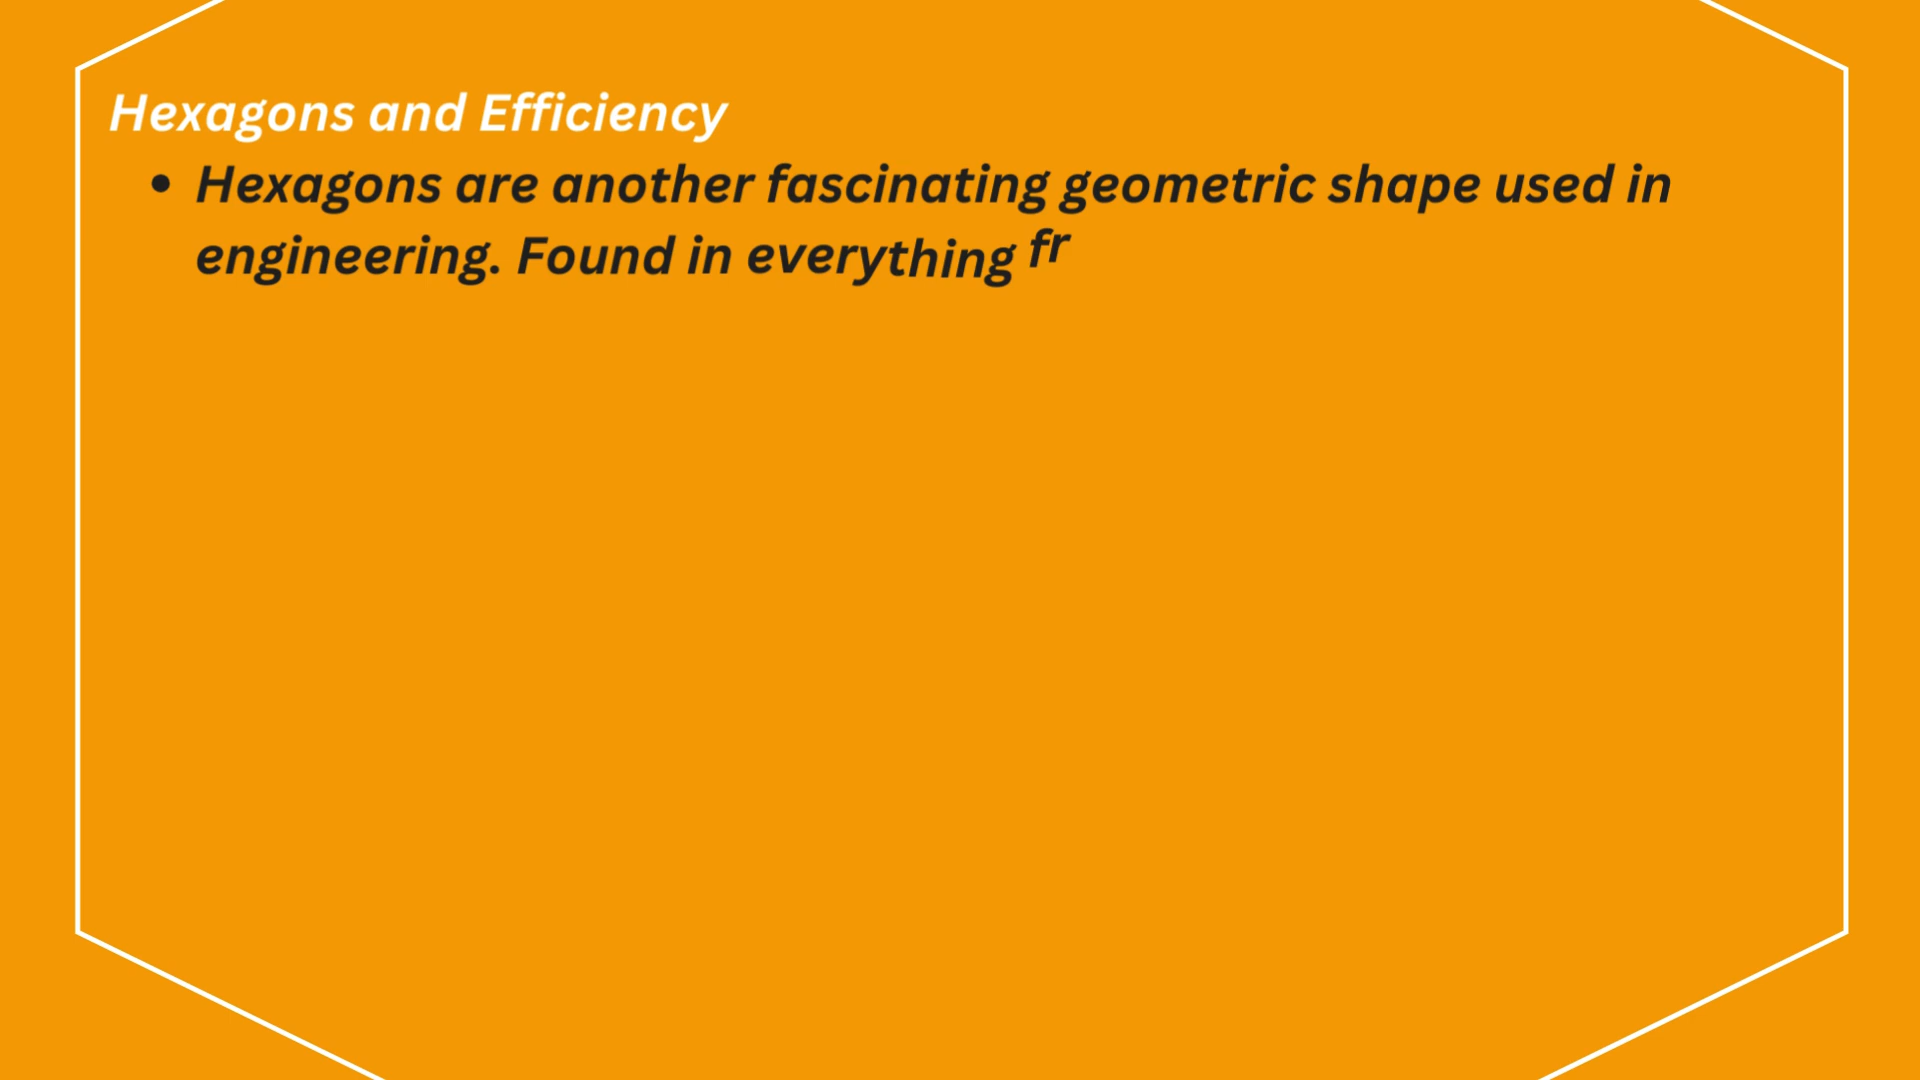 Hexagons and Efficiency
• Hexagons are another fascinating geometric shape used in
engineering. Found in everything fr